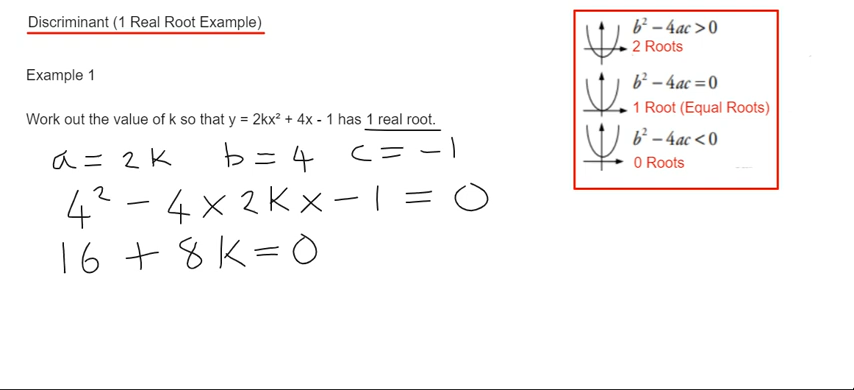 Discriminant (1 Real Root Example)
b² – 4ac > 0
2 Roots
b² – 4ac = 0
1 Root (Equal Roots)
b² – 4ac < 0
0 Roots
Example 1
Work out the value of k so that y = 2kx² + 4x - 1 has 1 real root.
a = 2k b = 4 c = -1
4² - 4 × 2k × -1 = 0
16 + 8k = 0